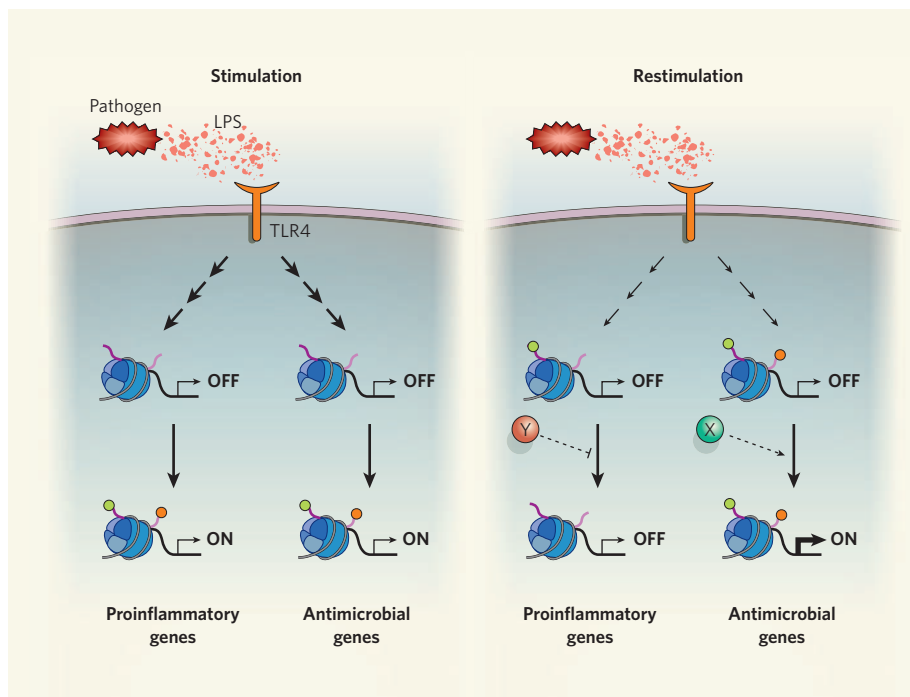 Stimulation
Pathogen
LPS
TLR4
OFF
OFF
ON
ON
Proinflammatory
genes
Antimicrobial
genes
Restimulation
OFF
OFF
Y
X
OFF
ON
Proinflammatory
genes
Antimicrobial
genes